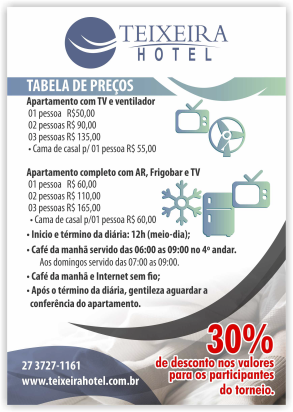 TEIXEIRA
HOTEL
TABELA DE PREÇOS
Apartamento com TV e ventilador
01 pessoa R$50,00
02 pessoas R$ 90,00
03 pessoas R$ 135,00
• Cama de casal p/ 01 pessoa R$ 55,00
Apartamento completo com AR, Frigobar e TV
01 pessoa R$ 60,00
02 pessoas R$ 110,00
03 pessoas R$ 165,00
• Cama de casal p/01 pessoa R$ 60,00
• Inicio e término da diária: 12h (meio-dia);
• Café da manhã servido das 06:00 as 09:00 no 4º andar.
Aos domingos servido das 07:00 as 09:00.
• Café da manhã e Internet sem fio;
• Após o término da diária, gentileza aguardar a
conferência do apartamento.
30%
de desconto nos valores
para os participantes
do torneio.
27 3727-1161
www.teixeirahotel.com.br